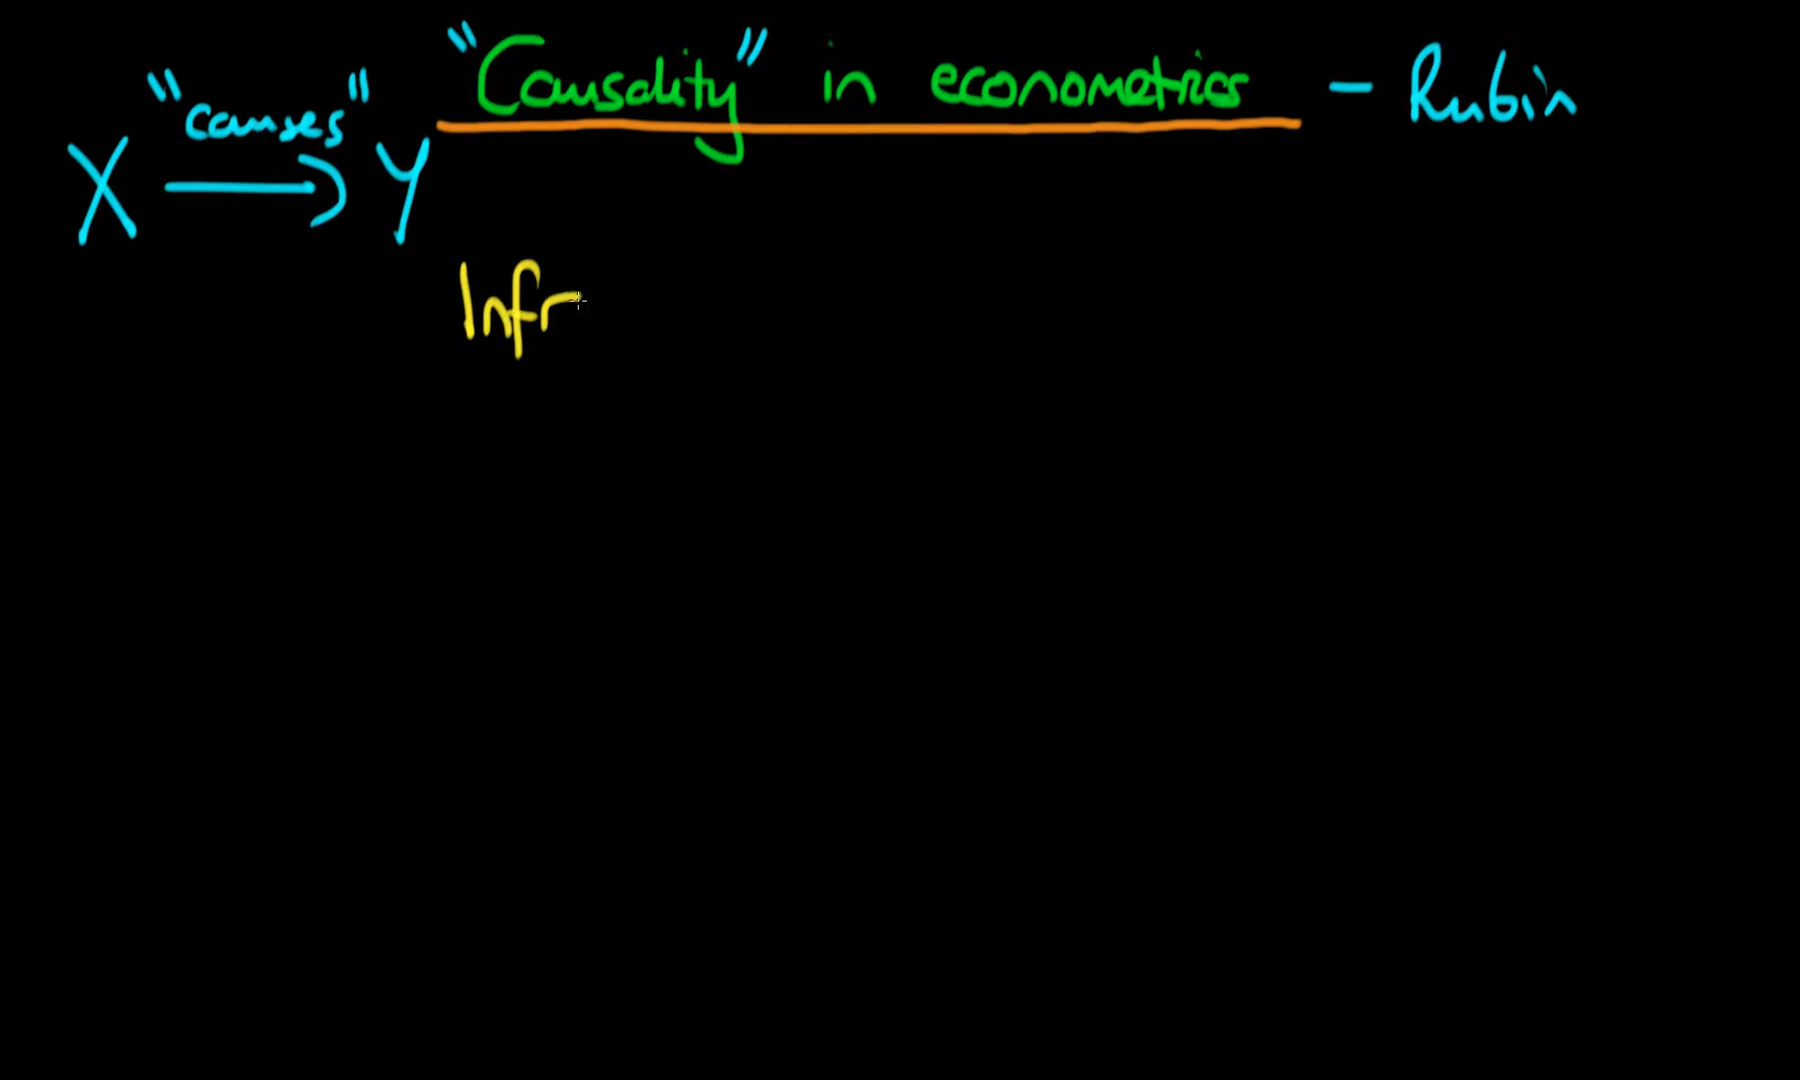 "Causality" in econometrics - Rubin
"causes"
X → Y
Infr